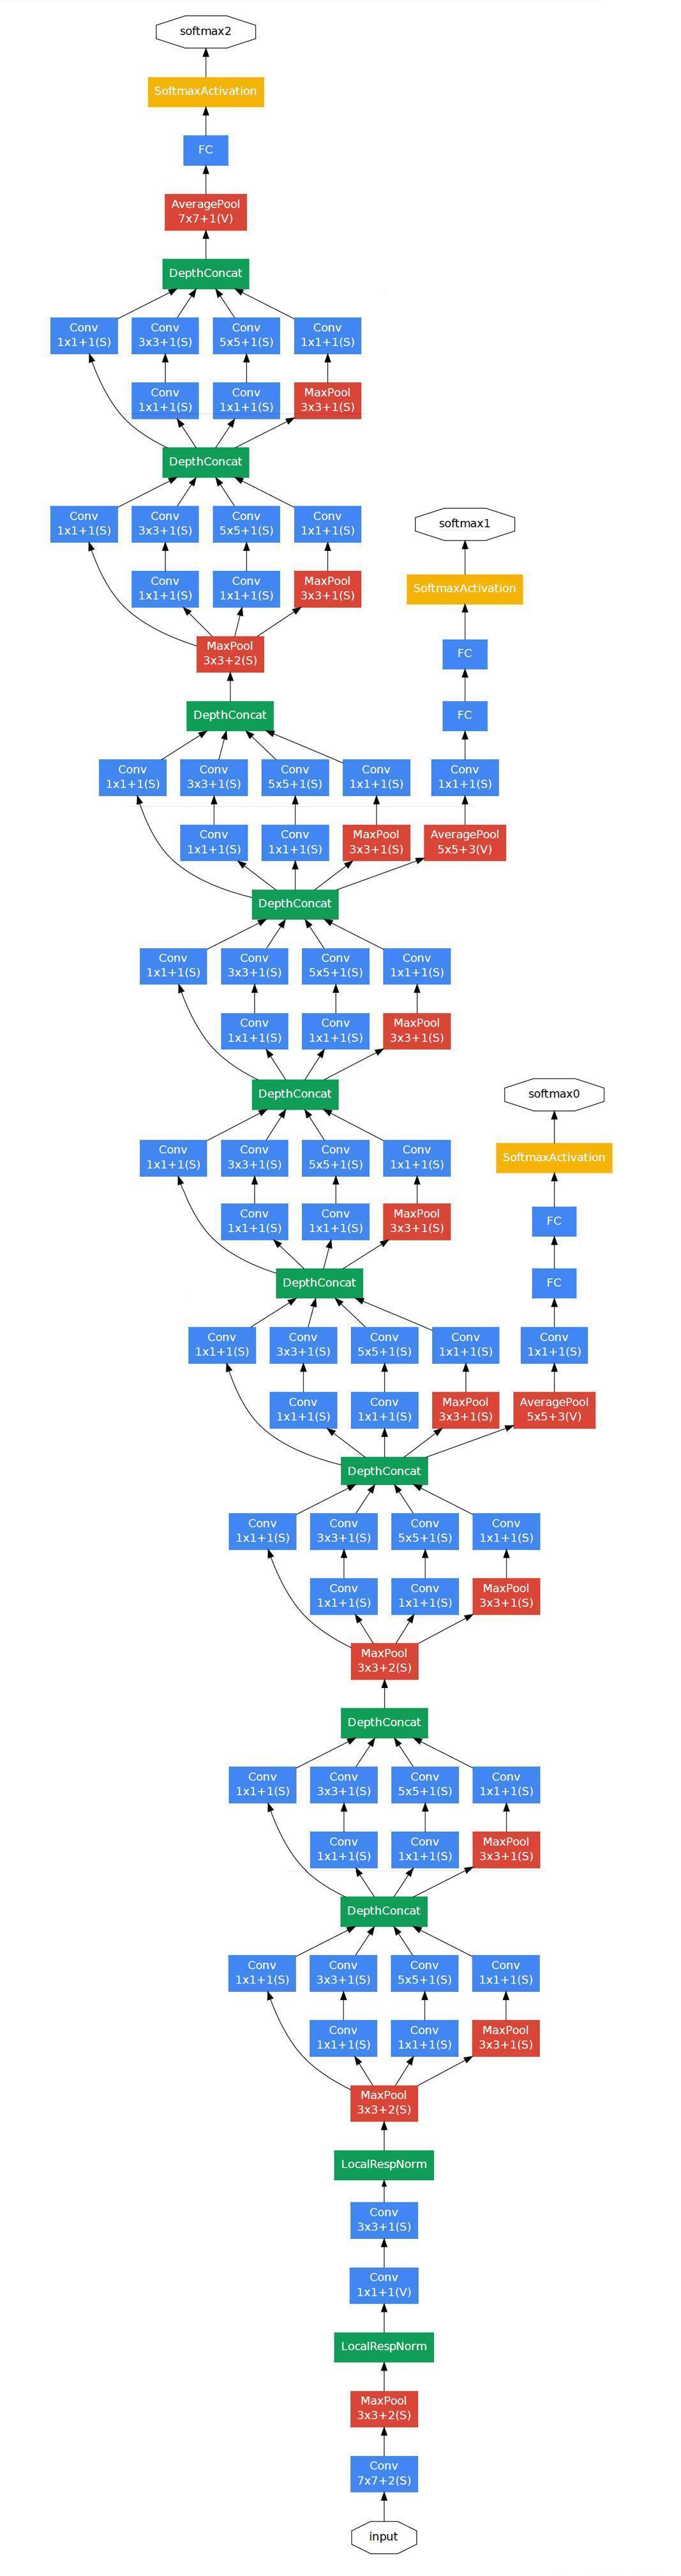 softmax2
SoftmaxActivation
FC
AveragePool
7x7+1(V)
DepthConcat
Conv
1x1+1(S)
Conv
3x3+1(S)
Conv
5x5+1(S)
Conv
1x1+1(S)
Conv
1x1+1(S)
Conv
1x1+1(S)
MaxPool
3x3+1(S)
DepthConcat
Conv
1x1+1(S)
Conv
3x3+1(S)
Conv
5x5+1(S)
Conv
1x1+1(S)
softmax1
Conv
1x1+1(S)
Conv
1x1+1(S)
MaxPool
3x3+1(S)
SoftmaxActivation
MaxPool
3x3+2(S)
FC
DepthConcat
FC
Conv
1x1+1(S)
Conv
3x3+1(S)
Conv
5x5+1(S)
Conv
1x1+1(S)
Conv
1x1+1(S)
Conv
1x1+1(S)
Conv
1x1+1(S)
MaxPool
3x3+1(S)
AveragePool
5x5+3(V)
DepthConcat
Conv
1x1+1(S)
Conv
3x3+1(S)
Conv
5x5+1(S)
Conv
1x1+1(S)
Conv
1x1+1(S)
Conv
1x1+1(S)
MaxPool
3x3+1(S)
DepthConcat
softmax0
Conv
1x1+1(S)
Conv
3x3+1(S)
Conv
5x5+1(S)
Conv
1x1+1(S)
SoftmaxActivation
Conv
1x1+1(S)
Conv
1x1+1(S)
MaxPool
3x3+1(S)
FC
DepthConcat
FC
Conv
1x1+1(S)
Conv
3x3+1(S)
Conv
5x5+1(S)
Conv
1x1+1(S)
Conv
1x1+1(S)
Conv
1x1+1(S)
Conv
1x1+1(S)
MaxPool
3x3+1(S)
AveragePool
5x5+3(V)
DepthConcat
Conv
1x1+1(S)
Conv
3x3+1(S)
Conv
5x5+1(S)
Conv
1x1+1(S)
Conv
1x1+1(S)
Conv
1x1+1(S)
MaxPool
3x3+1(S)
MaxPool
3x3+2(S)
DepthConcat
Conv
1x1+1(S)
Conv
3x3+1(S)
Conv
5x5+1(S)
Conv
1x1+1(S)
Conv
1x1+1(S)
Conv
1x1+1(S)
MaxPool
3x3+1(S)
DepthConcat
Conv
1x1+1(S)
Conv
3x3+1(S)
Conv
5x5+1(S)
Conv
1x1+1(S)
Conv
1x1+1(S)
Conv
1x1+1(S)
MaxPool
3x3+1(S)
MaxPool
3x3+2(S)
LocalRespNorm
Conv
3x3+1(S)
Conv
1x1+1(V)
LocalRespNorm
MaxPool
3x3+2(S)
Conv
7x7+2(S)
input